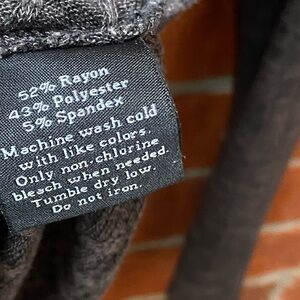 52% Rayon
43% Polyester
5% Spandex
Machine wash cold
with like colors.
Only non-chlorine
bleach when needed.
Tumble dry low.
Do not iron.